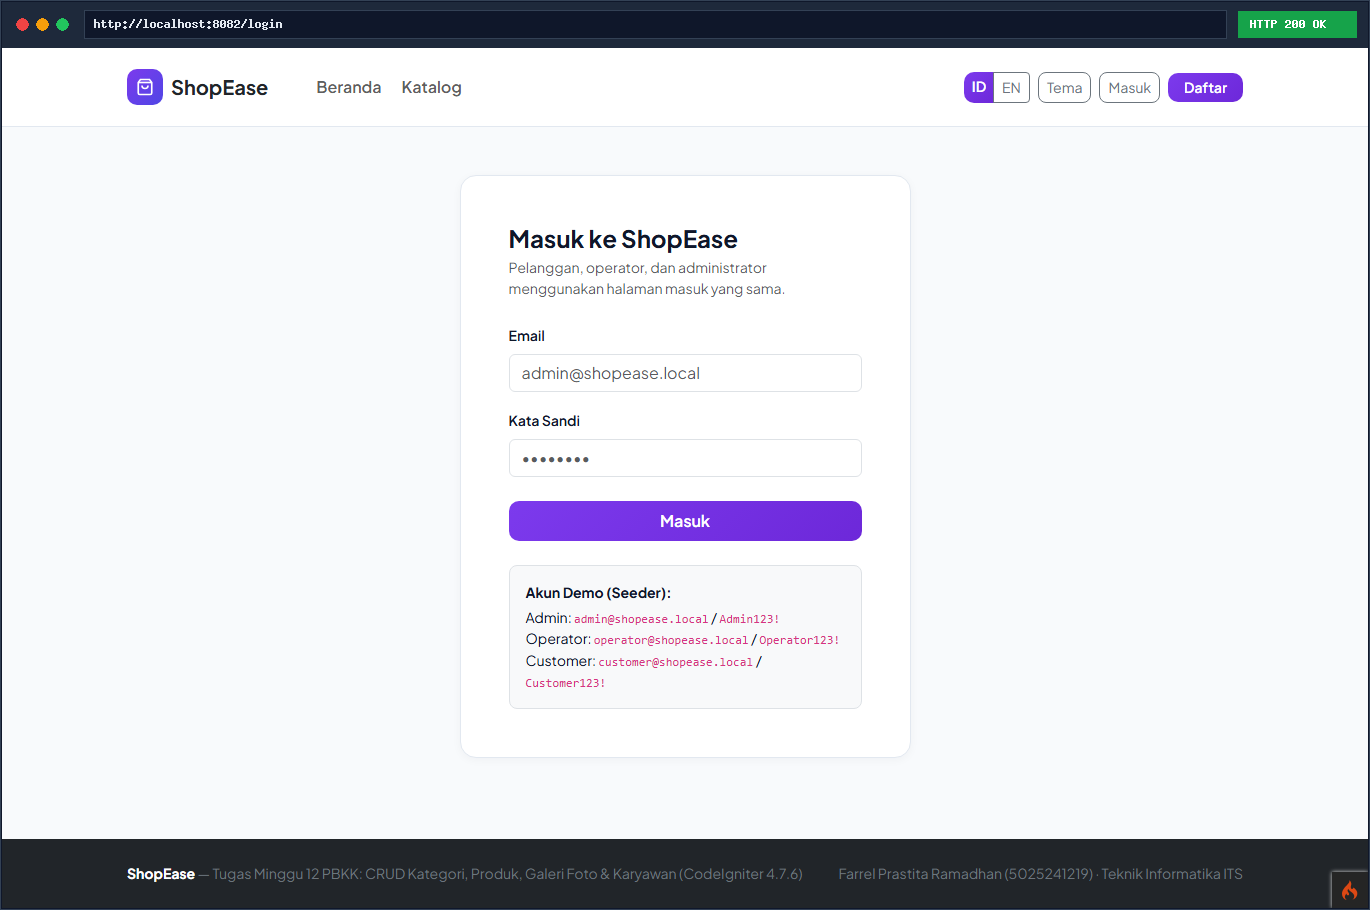 http://localhost:8082/login
HTTP 200 OK
ShopEase
Beranda
Katalog
ID
EN
Tema
Masuk
Daftar
Masuk ke ShopEase
Pelanggan, operator, dan administrator
menggunakan halaman masuk yang sama.
Email
admin@shopease.local
Kata Sandi
••••••••
Masuk
Akun Demo (Seeder):
Admin: admin@shopease.local / Admin123!
Operator: operator@shopease.local / Operator123!
Customer: customer@shopease.local /
Customer123!
ShopEase — Tugas Minggu 12 PBKK: CRUD Kategori, Produk, Galeri Foto & Karyawan (CodeIgniter 4.7.6)
Farrel Prastita Ramadhan (5025241219) · Teknik Informatika ITS